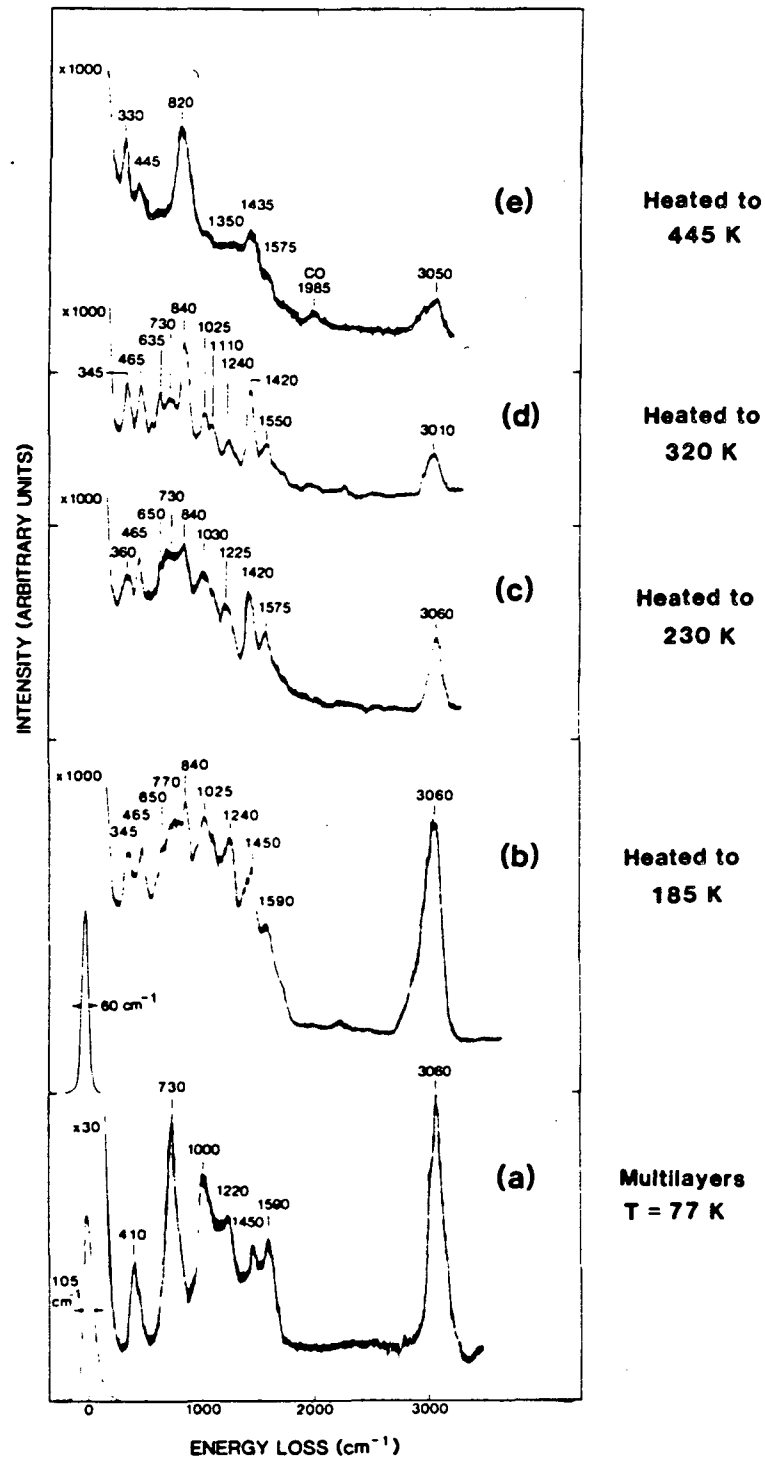 x1000
330
445
820
1350
1435
1575
CO
1985
3050
(e)
Heated to
445 K
x1000
345
465
635
730
840
1025
1110
1240
1420
1550
3010
(d)
Heated to
320 K
x1000
360
465
650
730
840
1030
1225
1420
1575
3060
(c)
Heated to
230 K
x1000
345
465
650
770
840
1025
1240
1450
1590
3060
(b)
Heated to
185 K
60 cm⁻¹
x30
105
cm⁻¹
410
730
1000
1220
1450
1590
3060
(a)
Multilayers
T = 77 K
INTENSITY (ARBITRARY UNITS)
0
1000
2000
3000
ENERGY LOSS (cm⁻¹)